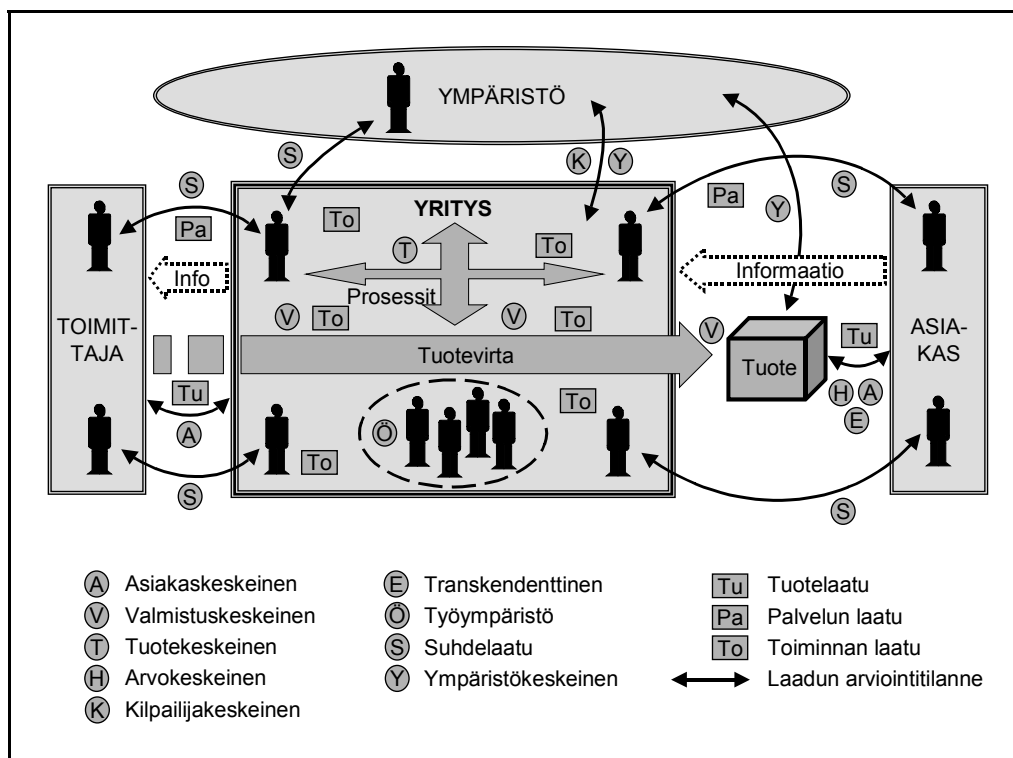 YMPÄRISTÖ
S
K
Y
S
Pa
S
To
YRITYS
To
Pa
S
Y
T
Info
Prosessit
Informaatio
TOIMIT-
TAJA
V
To
V
To
V
Tuotevirta
Tuote
Tu
ASIA-
KAS
Tu
A
H
A
E
Ö
To
To
S
S
A Asiakaskeskeinen
V Valmistuskeskeinen
T Tuotekeskeinen
H Arvokeskeinen
K Kilpailijakeskeinen
E Transkendenttinen
Ö Työympäristö
S Suhdelaatu
Y Ympäristökeskeinen
Tu Tuotelaatu
Pa Palvelun laatu
To Toiminnan laatu
Laadun arviointitilanne